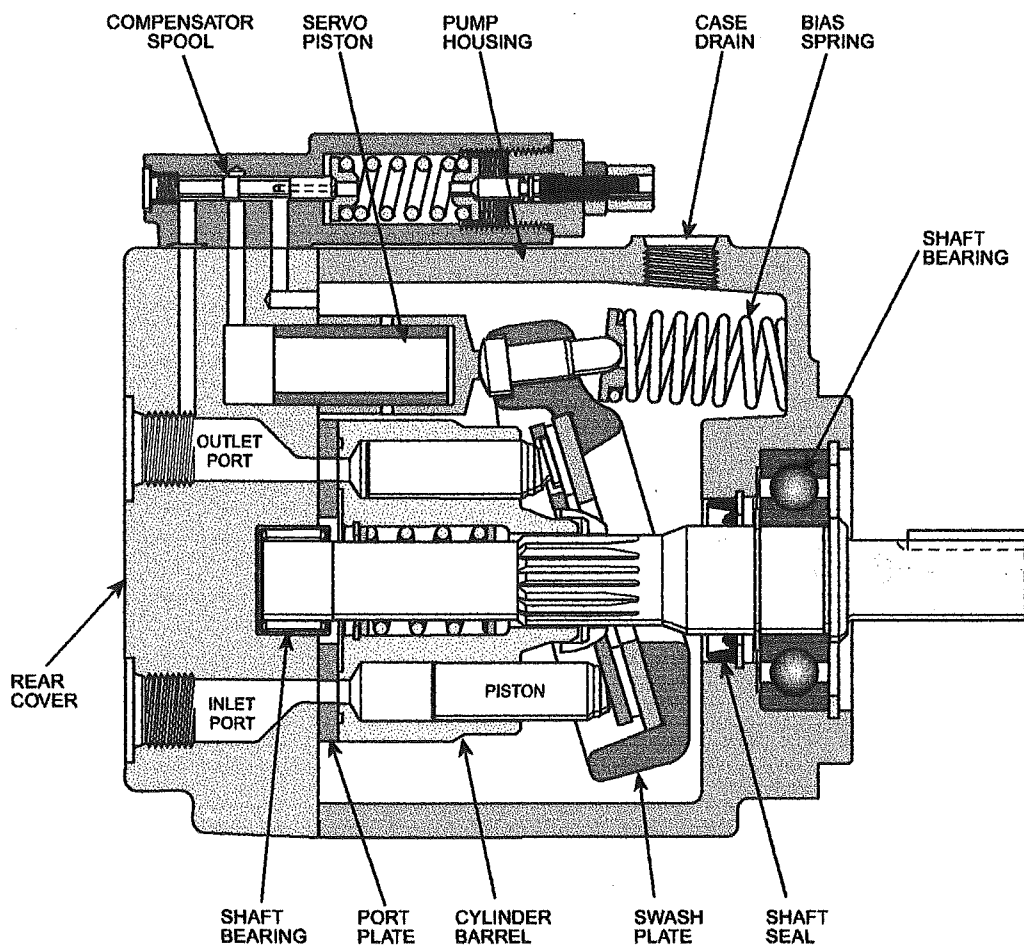 COMPENSATOR
SPOOL
SERVO
PISTON
PUMP
HOUSING
CASE
DRAIN
BIAS
SPRING
SHAFT
BEARING
OUTLET
PORT
REAR
COVER
INLET
PORT
PISTON
SHAFT
BEARING
PORT
PLATE
CYLINDER
BARREL
SWASH
PLATE
SHAFT
SEAL